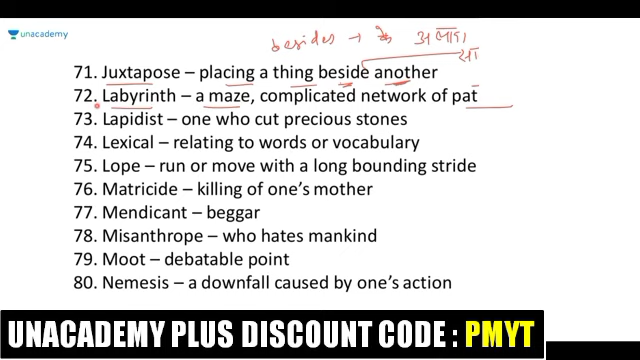 unacademy
besides → के अलावा
सा
71. Juxtapose – placing a thing beside another
72. Labyrinth – a maze, complicated network of pat
73. Lapidist – one who cut precious stones
74. Lexical – relating to words or vocabulary
75. Lope – run or move with a long bounding stride
76. Matricide – killing of one's mother
77. Mendicant – beggar
78. Misanthrope – who hates mankind
79. Moot – debatable point
80. Nemesis – a downfall caused by one's action
UNACADEMY PLUS DISCOUNT CODE : PMYT